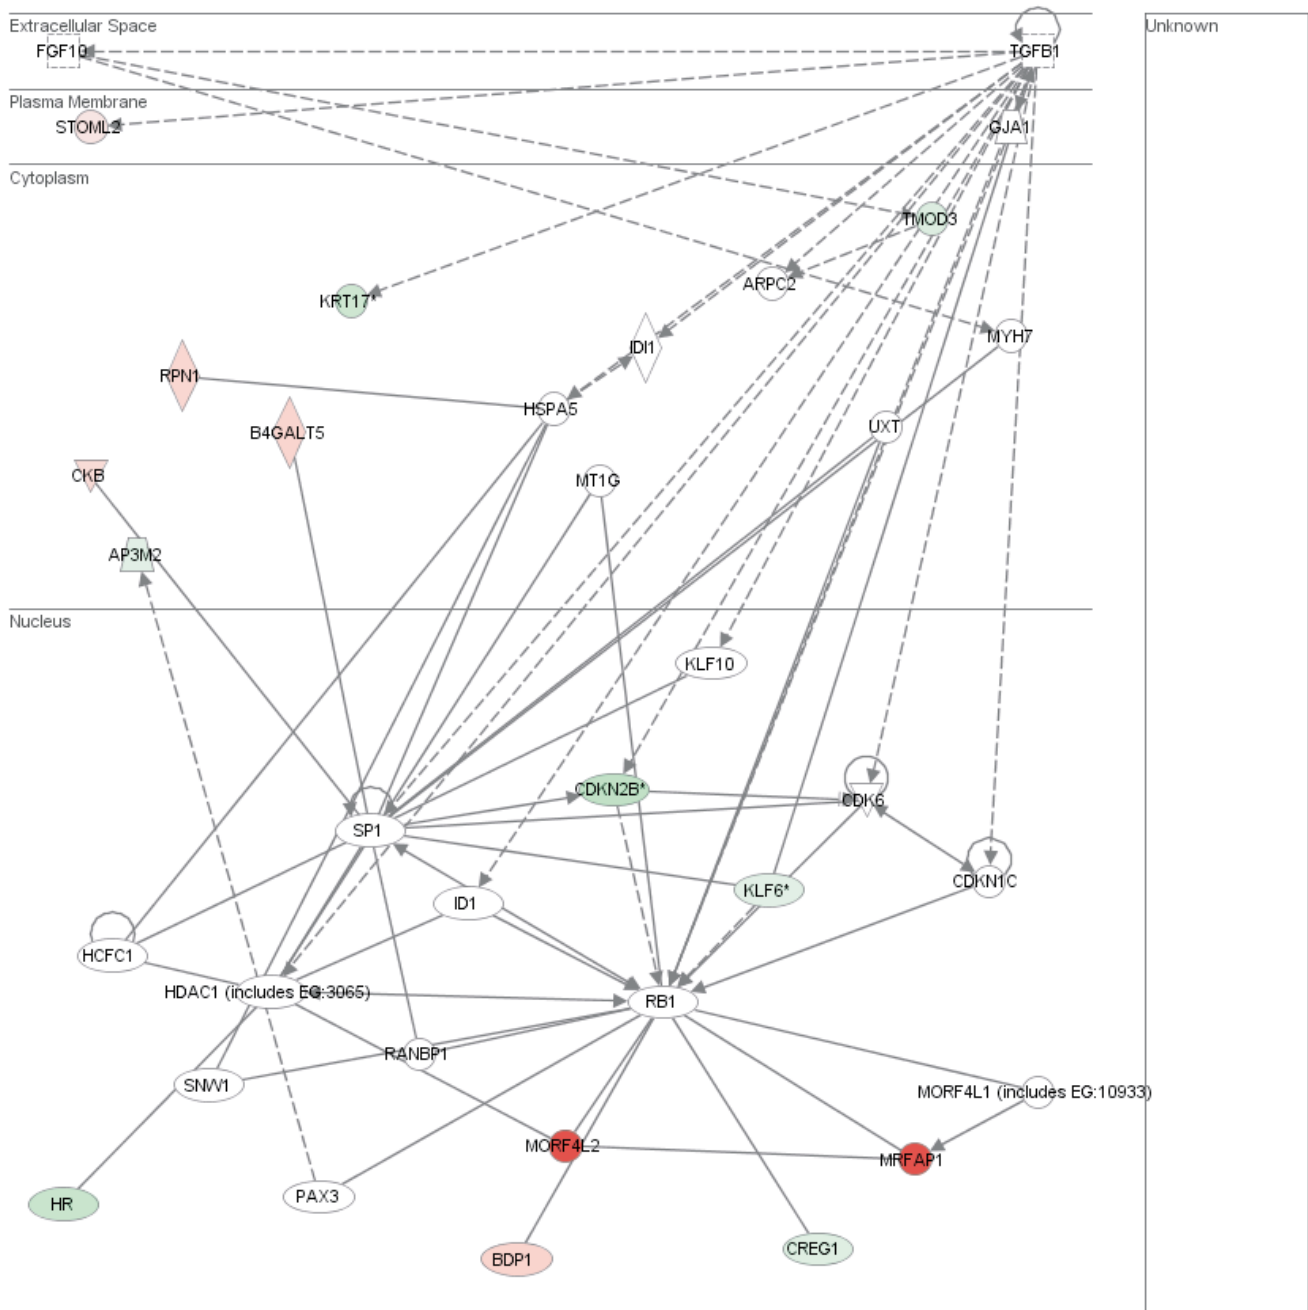 Extracellular Space
Unknown
FGF10
TGFB1
Plasma Membrane
STOML2
GJA1
Cytoplasm
TMOD3
ARPC2
KRT17*
MYH7
IDI1
RPN1
HSPA5
B4GALT5
UXT
CKB
MT1G
AP3M2
Nucleus
KLF10
CDKN2B*
CDK6
SP1
CDKN1C
KLF6*
ID1
HCFC1
HDAC1 (includes EG:3065)
RB1
RANBP1
SNW1
MORF4L1 (includes EG:10933)
MORF4L2
MRFAP1
PAX3
HR
CREG1
BDP1